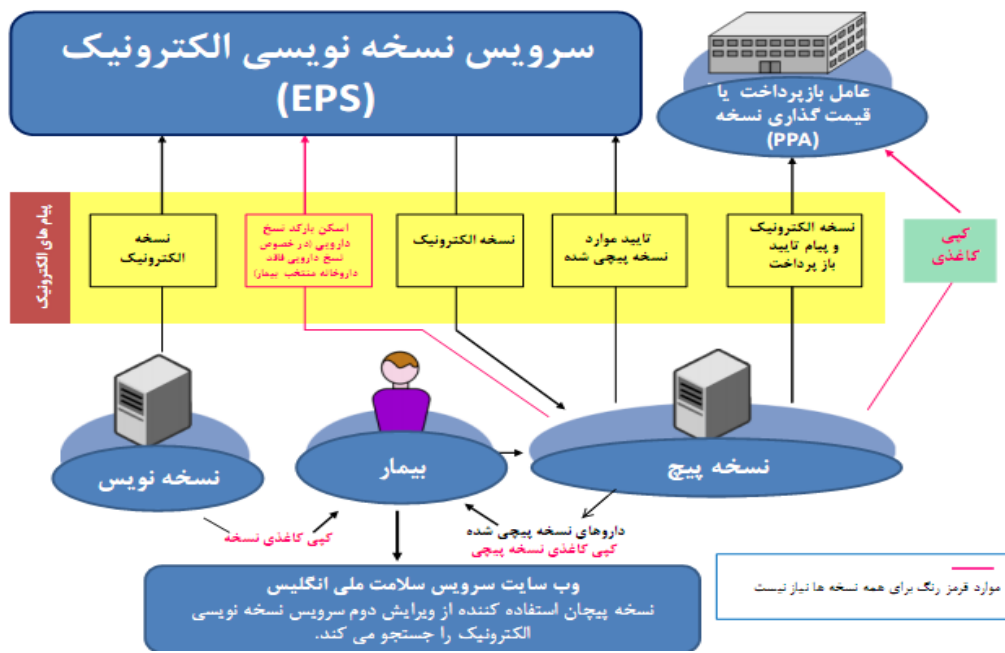 سرویس نسخه نویسی الکترونیک
(EPS)
عامل بازپرداخت یا
قیمت گذاری نسخه
(PPA)
پیام های الکترونیک
نسخه
الکترونیک
اسکن بارکد نسخ
دارویی (در خصوص
نسخ دارویی فاقد
داروخانه منتخب بیمار)
نسخه الکترونیک
تایید موارد
نسخه پیچی شده
نسخه الکترونیک
و پیام تایید
باز پرداخت
کپی
کاغذی
نسخه نویس
بیمار
نسخه پیچ
کپی کاغذی نسخه
داروهای نسخه پیچی شده
کپی کاغذی نسخه پیچی
وب سایت سرویس سلامت ملی انگلیس
نسخه پیچان استفاده کننده از ویرایش دوم سرویس نسخه نویسی
الکترونیک را جستجو می کند.
موارد قرمز رنگ برای همه نسخه ها نیاز نیست